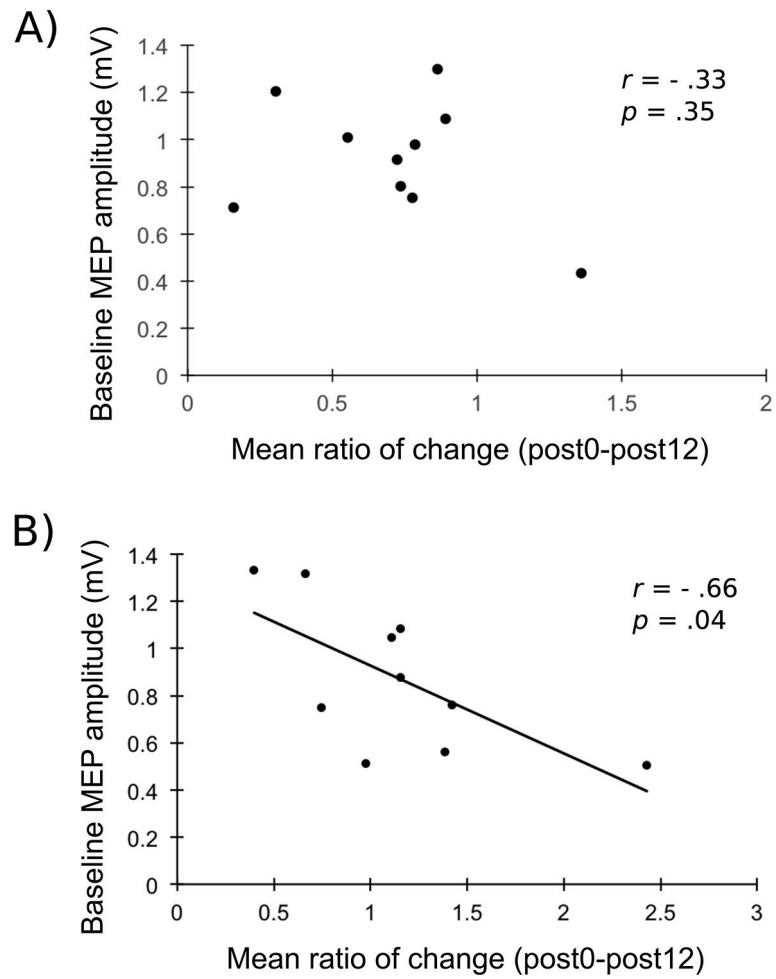 A)
Baseline MEP amplitude (mV)
1.4
1.2
1
0.8
0.6
0.4
0.2
0
r = - .33
p = .35
0 0.5 1 1.5 2
Mean ratio of change (post0-post12)
B)
Baseline MEP amplitude (mV)
1.4
1.2
1
0.8
0.6
0.4
0.2
0
r = - .66
p = .04
0 0.5 1 1.5 2 2.5 3
Mean ratio of change (post0-post12)